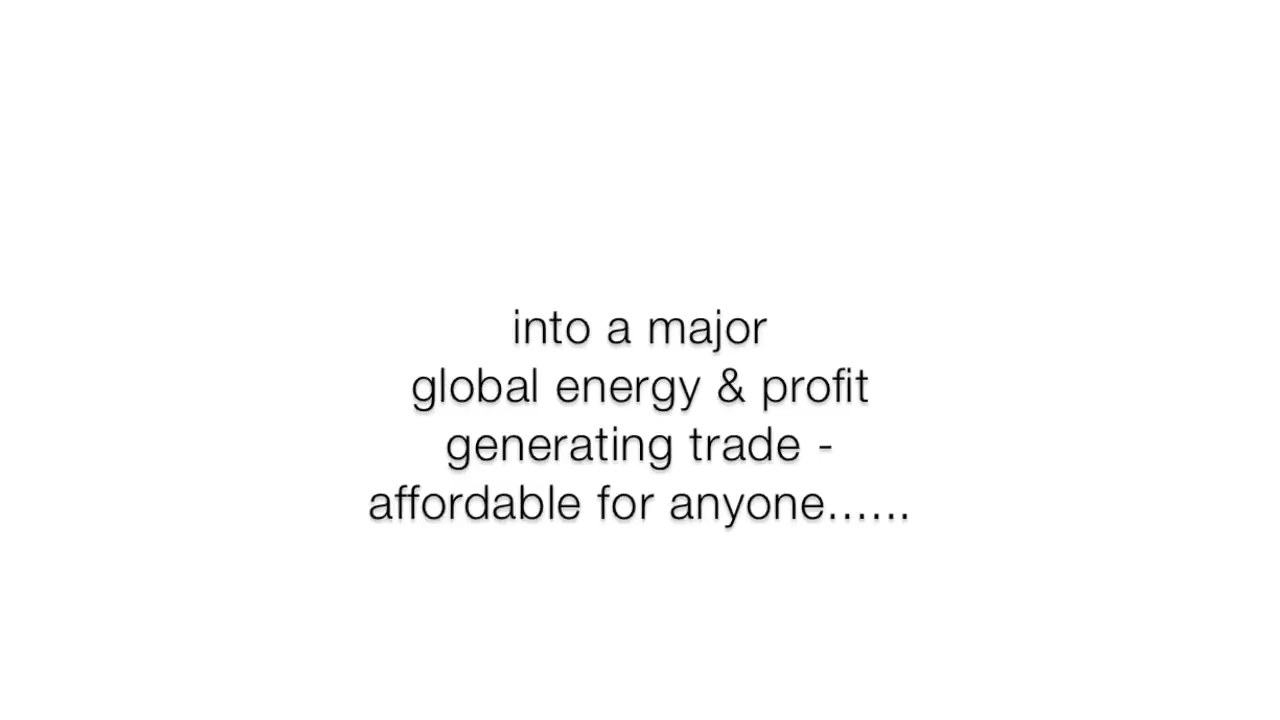 into a major
global energy & profit
generating trade -
affordable for anyone......